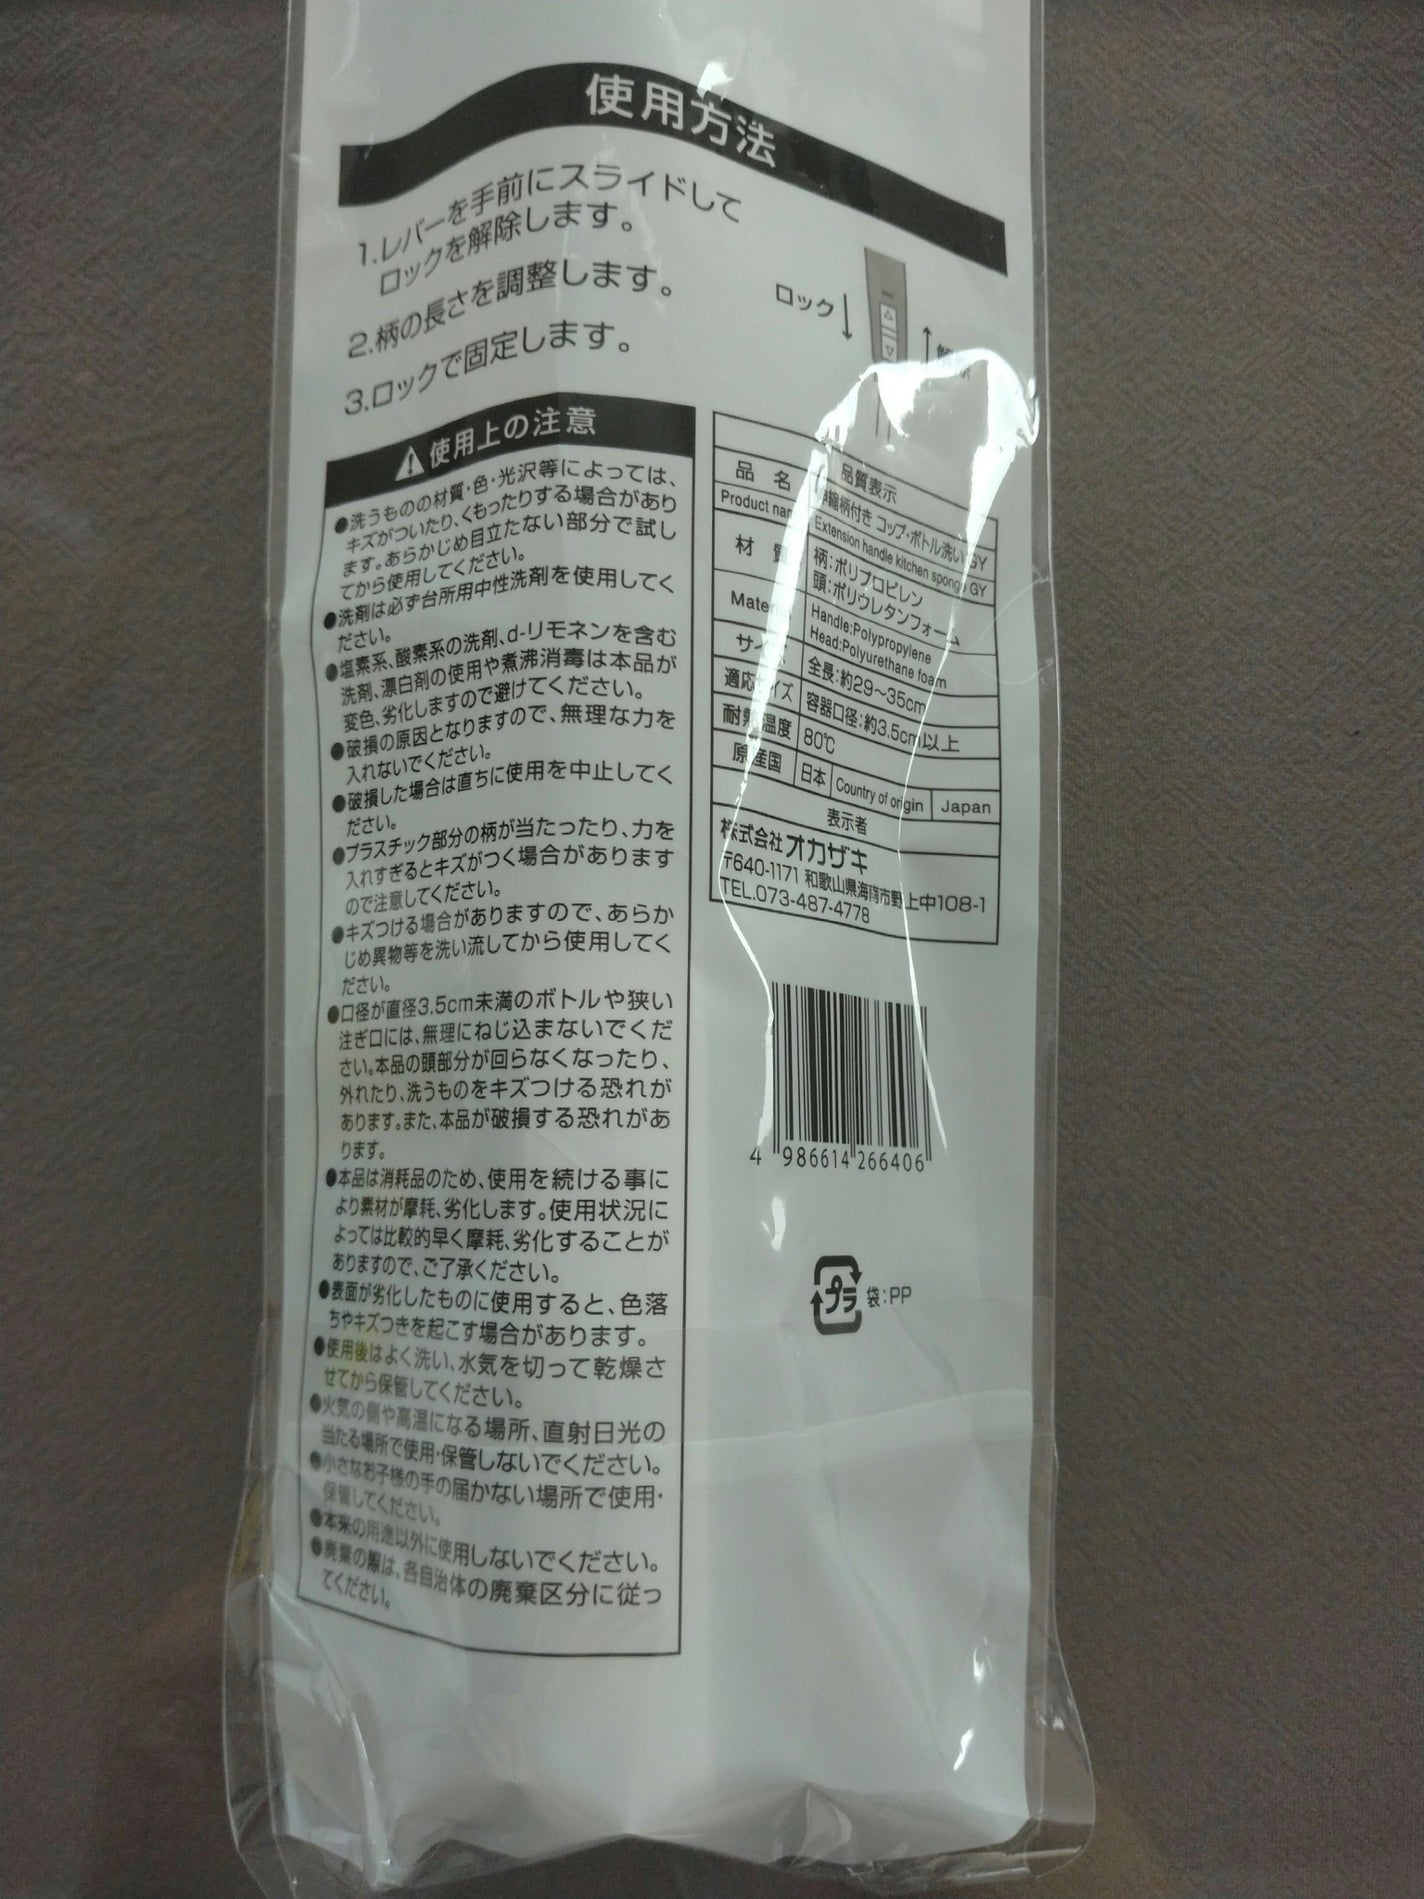 使用方法
1.レバーを手前にスライドして
ロックを解除します。
2.柄の長さを調整します。
3.ロックで固定します。
ロック
使用上の注意
●洗うものの材質・色・光沢等によっては、
キズがついたり、くもったりする場合があり
ます。あらかじめ目立たない部分で試し
てから使用してください。
●洗剤は必ず台所用中性洗剤を使用してく
ださい。
●塩素系、酸素系の洗剤、d-リモネンを含む
洗剤、漂白剤の使用や煮沸消毒は本品が
変色、劣化しますので避けてください。
●破損の原因となりますので、無理な力を
入れないでください。
●破損した場合は直ちに使用を中止してく
ださい。
●プラスチック部分の柄が当たったり、力を
入れすぎるとキズがつく場合があります
ので注意してください。
●キズつける場合がありますので、あらか
じめ異物等を洗い流してから使用してく
ださい。
●口径が直径3.5cm未満のボトルや狭い
注ぎ口には、無理にねじ込まないでくだ
さい。本品の頭部分が回らなくなったり、
外れたり、洗うものをキズつける恐れが
あります。また、本品が破損する恐れがあ
ります。
●本品は消耗品のため、使用を続ける事に
より素材が摩耗、劣化します。使用状況に
よっては比較的早く摩耗、劣化することが
ありますので、ご了承ください。
●表面が劣化したものに使用すると、色落
ちやキズつきを起こす場合があります。
●使用後はよく洗い、水気を切って乾燥さ
せてから保管してください。
●火気の側や高温になる場所、直射日光の
当たる場所で使用・保管しないでください。
●小さなお子様の手の届かない場所で使用・
保管してください。
●本来の用途以外に使用しないでください。
●廃棄の際は、各自治体の廃棄区分に従っ
てください。
品質表示
品名 伸縮柄付き コップ・ボトル洗い GY
Product name Extension handle kitchen sponge GY
材質 柄:ポリプロピレン
頭:ポリウレタンフォーム
Material Handle:Polypropylene
Head:Polyurethane foam
サイズ 全長:約29～35cm
適応サイズ 容器口径:約3.5cm以上
耐熱温度 80℃
原産国 日本 Country of origin Japan
表示者
株式会社オカザキ
〒640-1171 和歌山県海南市野上中108-1
TEL.073-487-4778
4 986614 266406
プラ 袋:PP